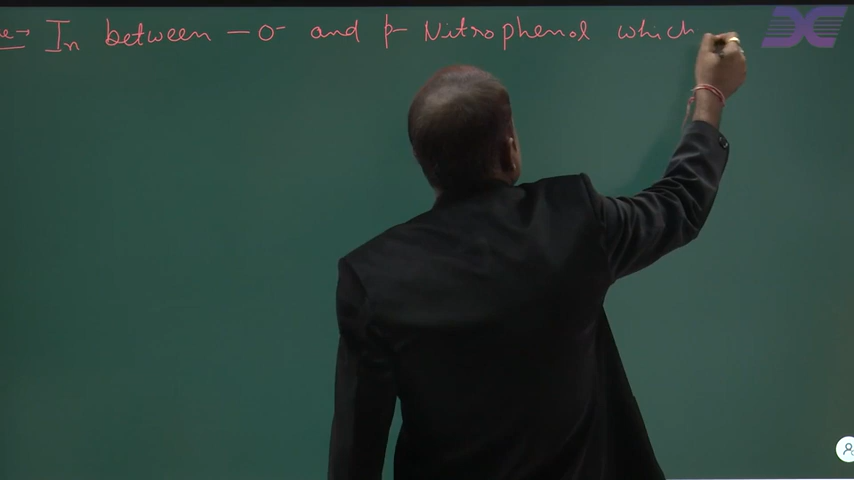 In between - o- and p- Nitrophenol which